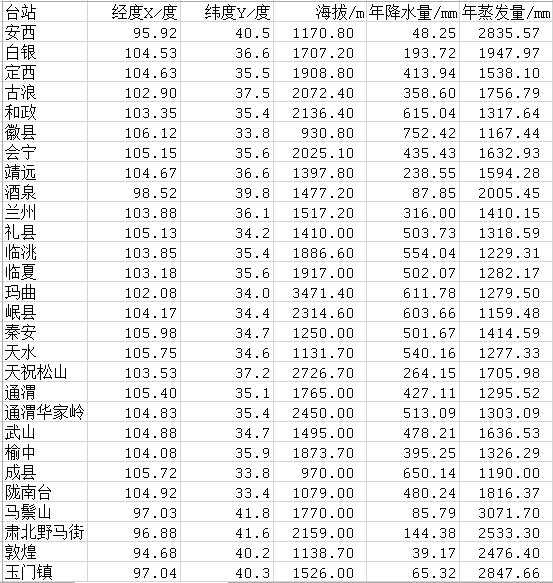 台站 经度X/度 纬度Y/度 海拔/m 年降水量/mm 年蒸发量/mm
安西 95.92 40.5 1170.80 48.25 2835.57
白银 104.53 36.6 1707.20 193.72 1947.97
定西 104.63 35.5 1908.80 413.94 1538.10
古浪 102.90 37.5 2072.40 358.60 1756.79
和政 103.35 35.4 2136.40 615.04 1317.64
徽县 106.12 33.8 930.80 752.42 1167.44
会宁 105.15 35.6 2025.10 435.43 1632.93
靖远 104.67 36.6 1397.80 238.55 1594.28
酒泉 98.52 39.8 1477.20 87.85 2005.45
兰州 103.88 36.1 1517.20 316.00 1410.15
礼县 105.13 34.2 1410.00 503.73 1318.59
临洮 103.85 35.4 1886.60 554.04 1229.31
临夏 103.18 35.6 1917.00 502.07 1282.17
玛曲 102.08 34.0 3471.40 611.78 1279.50
岷县 104.17 34.4 2314.60 603.66 1159.48
秦安 105.98 34.7 1250.00 501.67 1414.59
天水 105.75 34.6 1131.70 540.16 1277.33
天祝松山 103.53 37.2 2726.70 264.15 1705.98
通渭 105.40 35.1 1765.00 427.11 1295.52
通渭华家岭 104.83 35.4 2450.00 513.09 1303.09
武山 104.88 34.7 1495.00 478.21 1636.53
榆中 104.08 35.9 1873.70 395.25 1326.29
成县 105.72 33.8 970.00 650.14 1190.00
陇南台 104.92 33.4 1079.00 480.24 1816.37
马鬃山 97.03 41.8 1770.00 85.79 3071.70
肃北野马街 96.88 41.6 2159.00 144.38 2533.30
敦煌 94.68 40.2 1138.70 39.17 2476.40
玉门镇 97.04 40.3 1526.00 65.32 2847.66